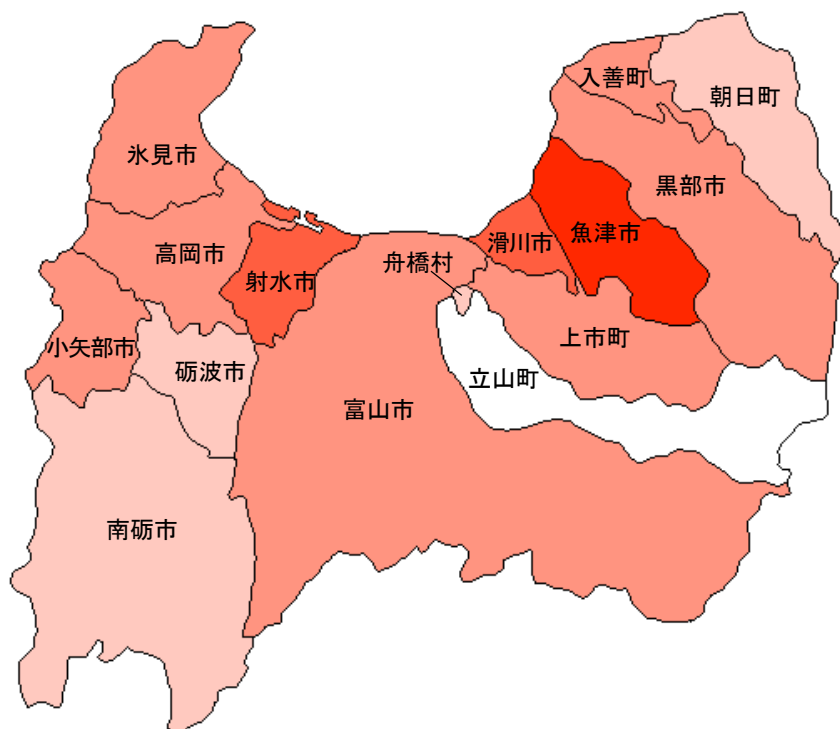 入善町
朝日町
氷見市
黒部市
魚津市
滑川市
高岡市
舟橋村
射水市
上市町
小矢部市
砺波市
立山町
富山市
南砺市